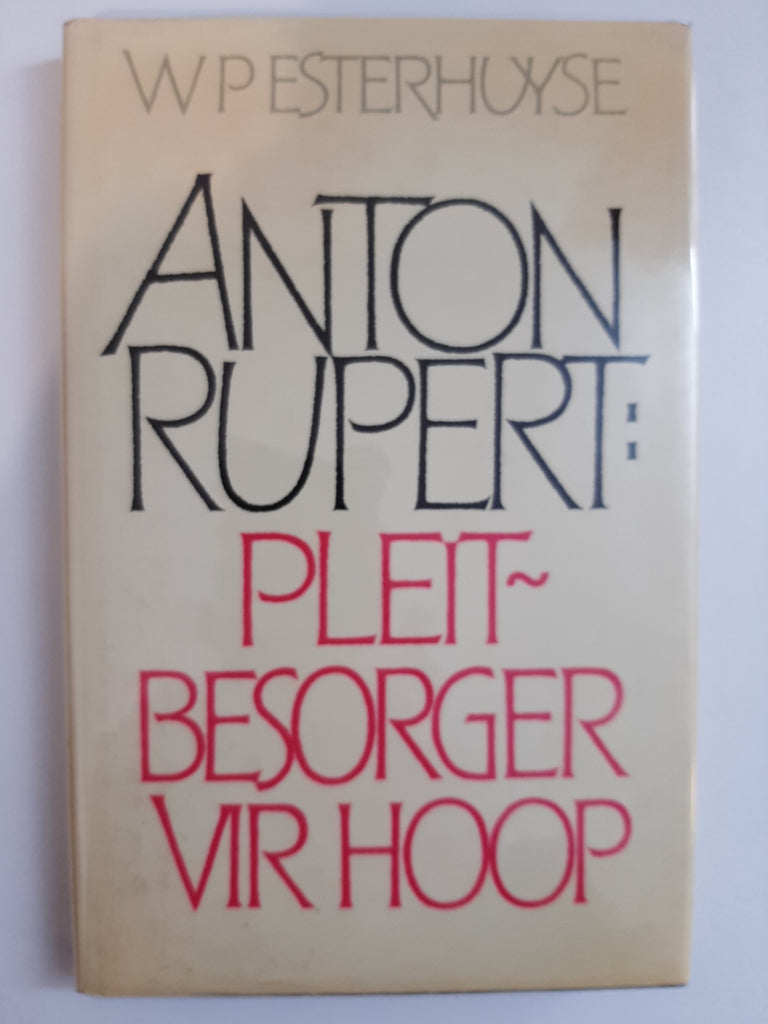 W P ESTERHUYSE
ANTON
RUPERT:
PLEIT~
BESORGER
VIR HOOP